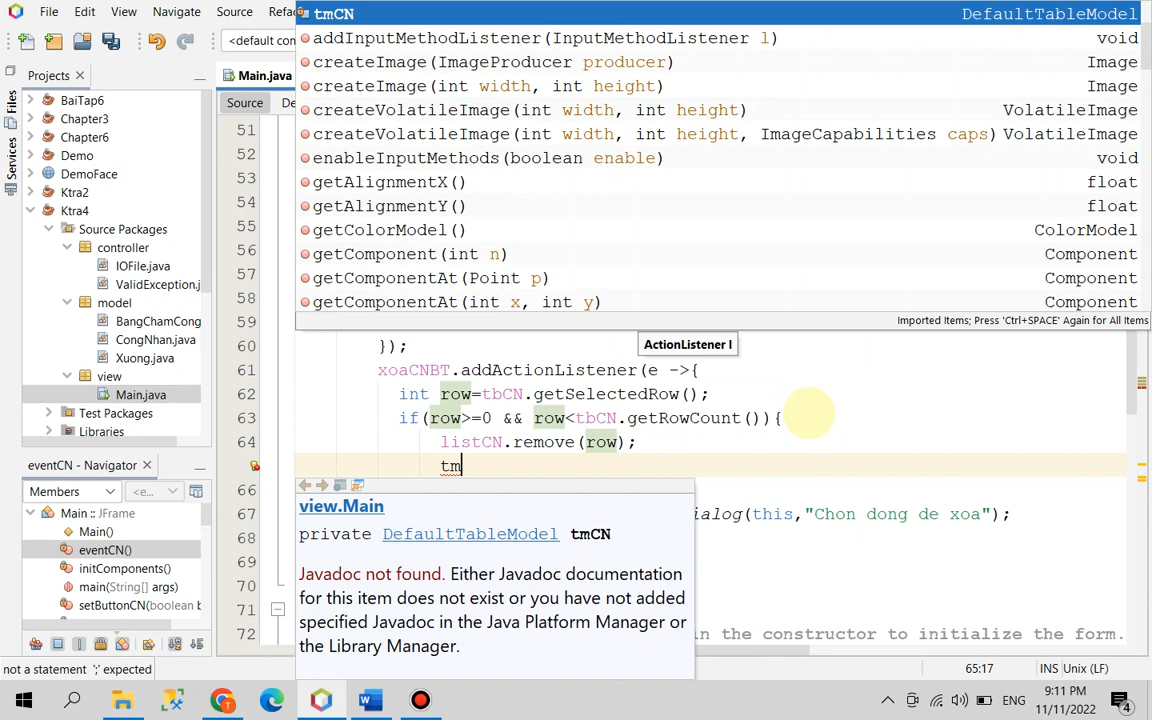 File Edit View Navigate Source Refa
<default con
Projects
Main.java
Source De
Files
Services
BaiTap6
Chapter3
Chapter6
Demo
DemoFace
Ktra2
Ktra4
Source Packages
controller
IOFile.java
ValidException.j
model
BangChamCong
CongNhan.java
Xuong.java
view
Main.java
Test Packages
Libraries
eventCN - Navigator
Members <e...
Main :: JFrame
Main()
eventCN()
initComponents()
main(String[] args)
setButtonCN(boolean b
tmCN DefaultTableModel
addInputMethodListener(InputMethodListener l) void
createImage(ImageProducer producer) Image
createImage(int width, int height) Image
createVolatileImage(int width, int height) VolatileImage
createVolatileImage(int width, int height, ImageCapabilities caps) VolatileImage
enableInputMethods(boolean enable) void
getAlignmentX() float
getAlignmentY() float
getColorModel() ColorModel
getComponent(int n) Component
getComponentAt(Point p) Component
getComponentAt(int x, int y) Component
Imported Items; Press 'Ctrl+SPACE' Again for All Items
ActionListener l
51
52
53
54
55
56
57
58
59
60 });
61 xoaCNBT.addActionListener(e ->{
62 int row=tbCN.getSelectedRow();
63 if(row>=0 && row<tbCN.getRowCount()){
64 listCN.remove(row);
tm
66
67 ialog(this,"Chon dong de xoa");
68
69
70
71
72 in the constructor to initialize the form.
view.Main
private DefaultTableModel tmCN
Javadoc not found. Either Javadoc documentation
for this item does not exist or you have not added
specified Javadoc in the Java Platform Manager or
the Library Manager.
not a statement ';' expected
65:17 INS Unix (LF)
ENG
9:11 PM
11/11/2022
4